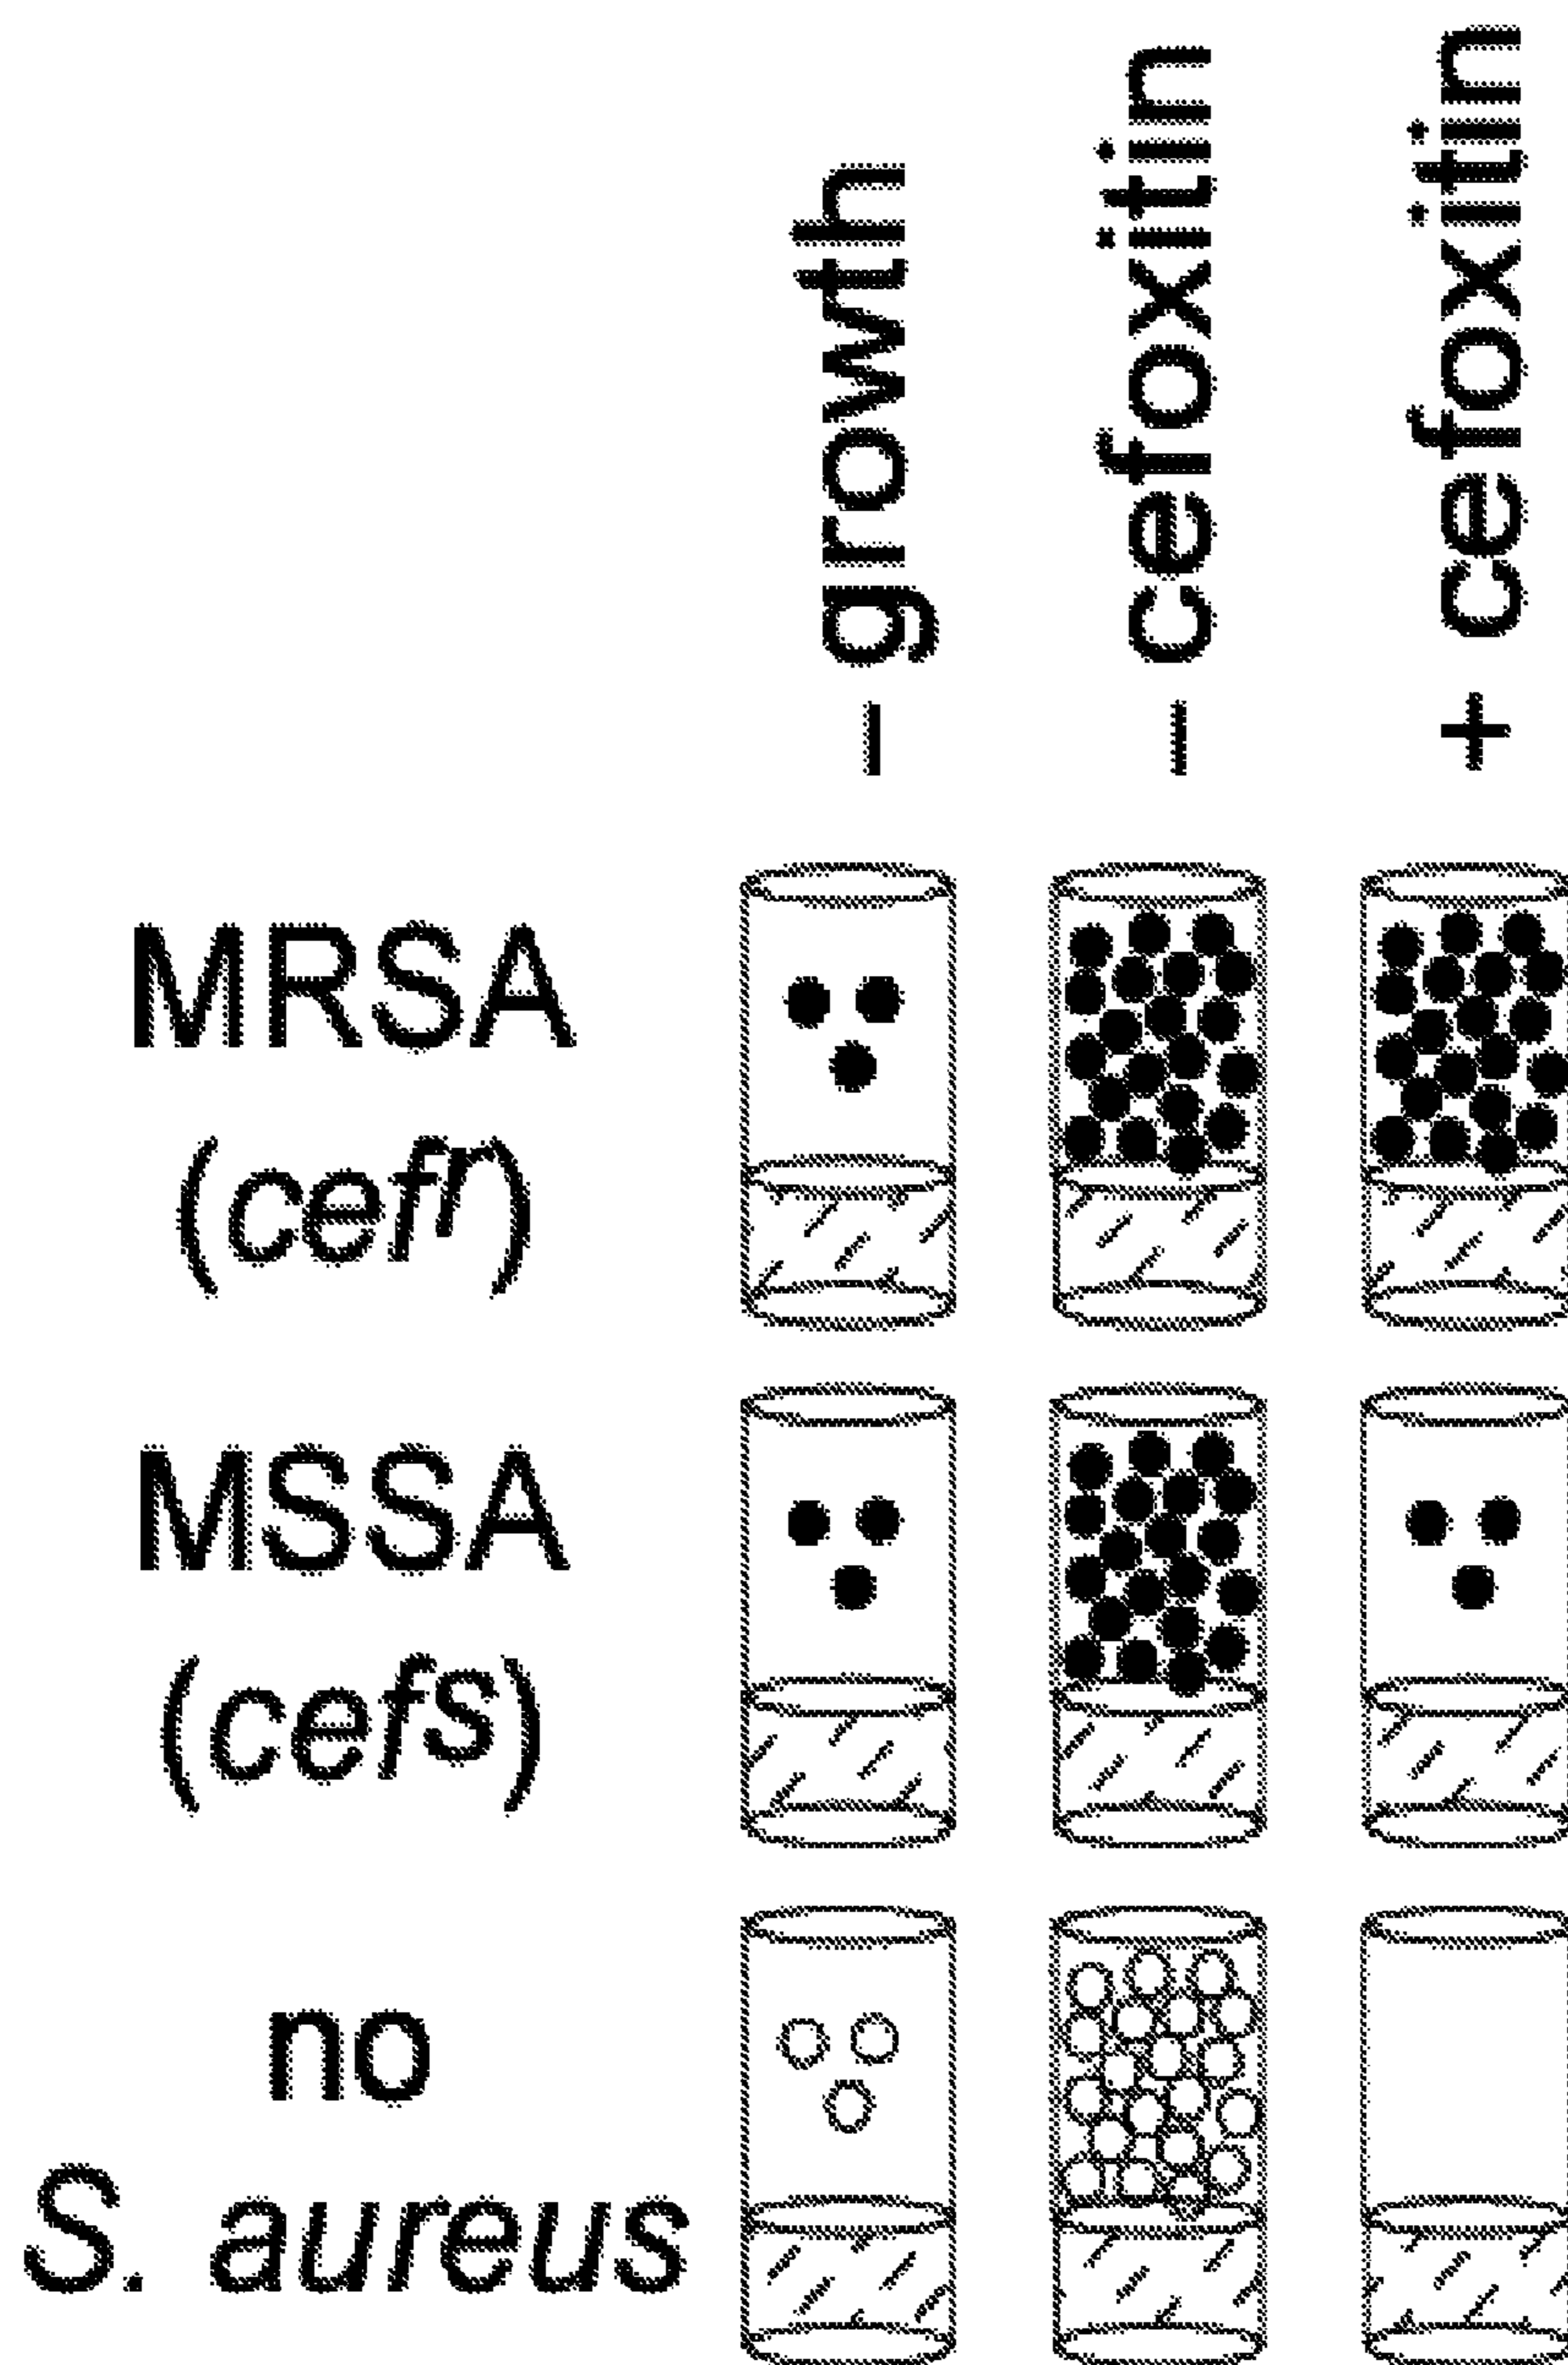 – growth
– cefoxitin
+ cefoxitin
MRSA
(cefr)
MSSA
(cefs)
no
S. aureus